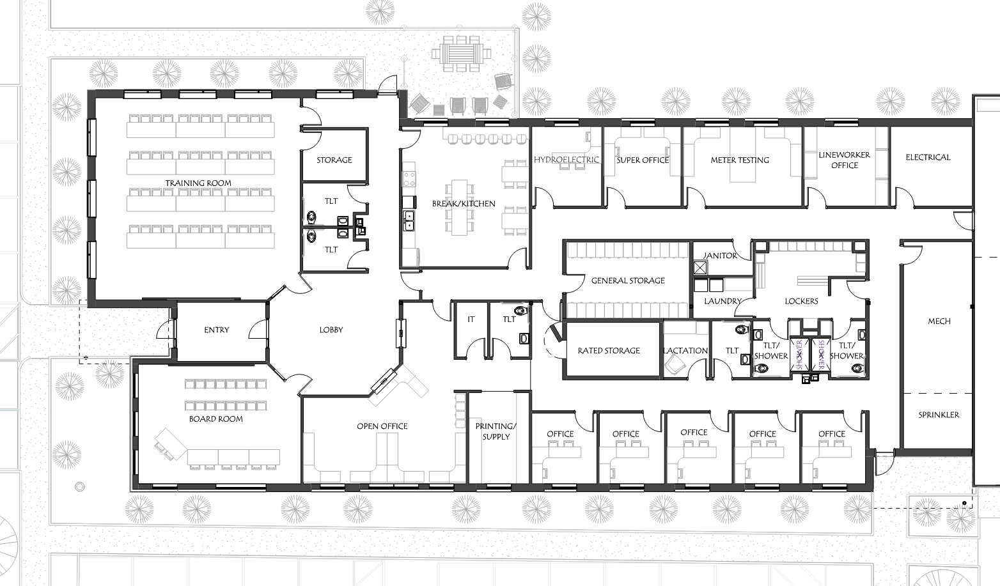 STORAGE
HYDROELECTRIC
SUPER OFFICE
METER TESTING
LINEWORKER
OFFICE
ELECTRICAL
TRAINING ROOM
TLT
BREAK/KITCHEN
TLT
JANITOR
GENERAL STORAGE
LAUNDRY
LOCKERS
ENTRY
LOBBY
IT
TLT
MECH
RATED STORAGE
LACTATION
TLT
TLT/
SHOWER
SHOWER
SHOWER
TLT/
SHOWER
BOARD ROOM
OPEN OFFICE
PRINTING/
SUPPLY
OFFICE
OFFICE
OFFICE
OFFICE
OFFICE
SPRINKLER